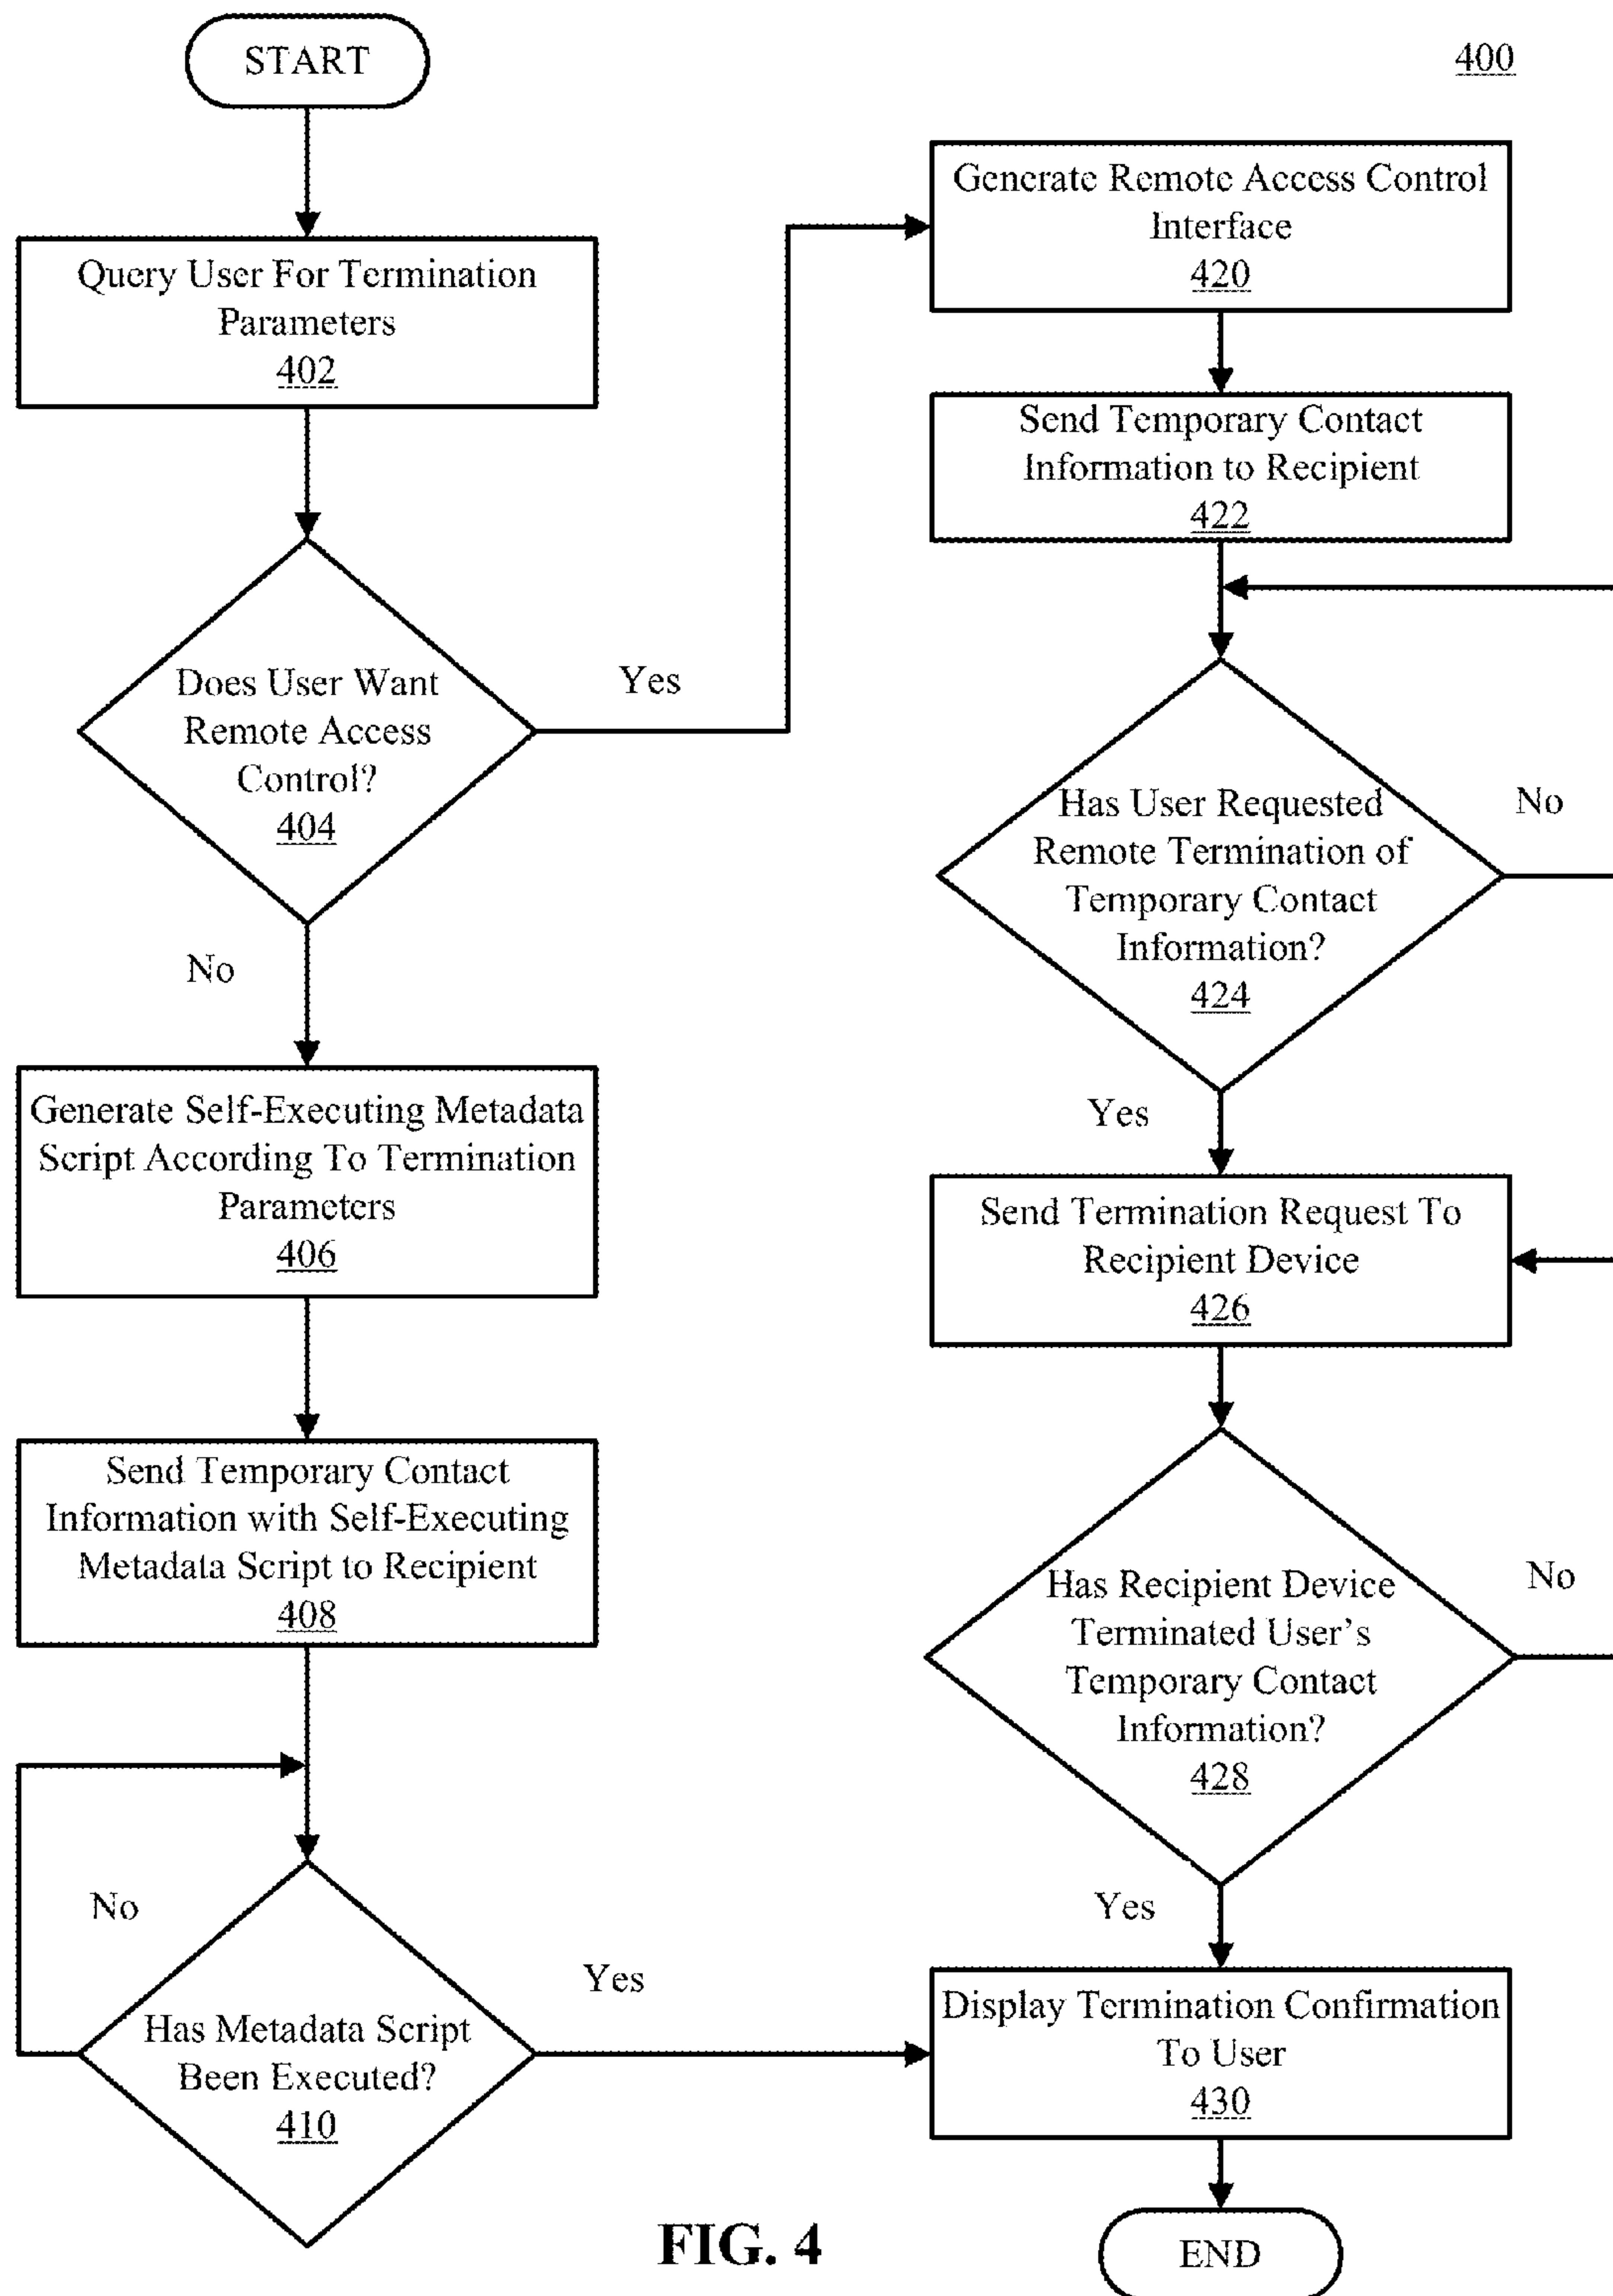 START
400
Query User For Termination
Parameters
402
Does User Want
Remote Access
Control?
404
Yes
No
Generate Self-Executing Metadata
Script According To Termination
Parameters
406
Send Temporary Contact
Information with Self-Executing
Metadata Script to Recipient
408
No
Has Metadata Script
Been Executed?
410
Yes
Generate Remote Access Control
Interface
420
Send Temporary Contact
Information to Recipient
422
Has User Requested
Remote Termination of
Temporary Contact
Information?
424
No
Yes
Send Termination Request To
Recipient Device
426
Has Recipient Device
Terminated User's
Temporary Contact
Information?
428
No
Yes
Display Termination Confirmation
To User
430
END
FIG. 4